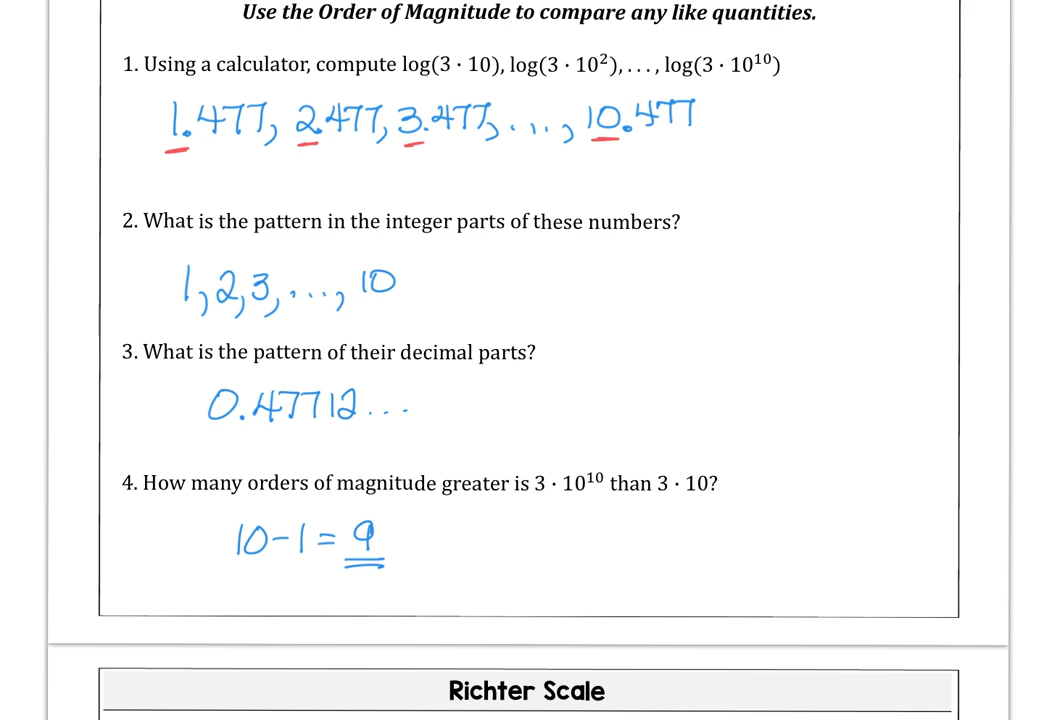 Use the Order of Magnitude to compare any like quantities.
1. Using a calculator, compute log(3 · 10), log(3 · 10²), . . . , log(3 · 10¹⁰)
1.477, 2.477, 3.477, . . . , 10.477
2. What is the pattern in the integer parts of these numbers?
1, 2, 3, . . . , 10
3. What is the pattern of their decimal parts?
0.47712 . . .
4. How many orders of magnitude greater is 3 · 10¹⁰ than 3 · 10?
10 - 1 = 9
Richter Scale